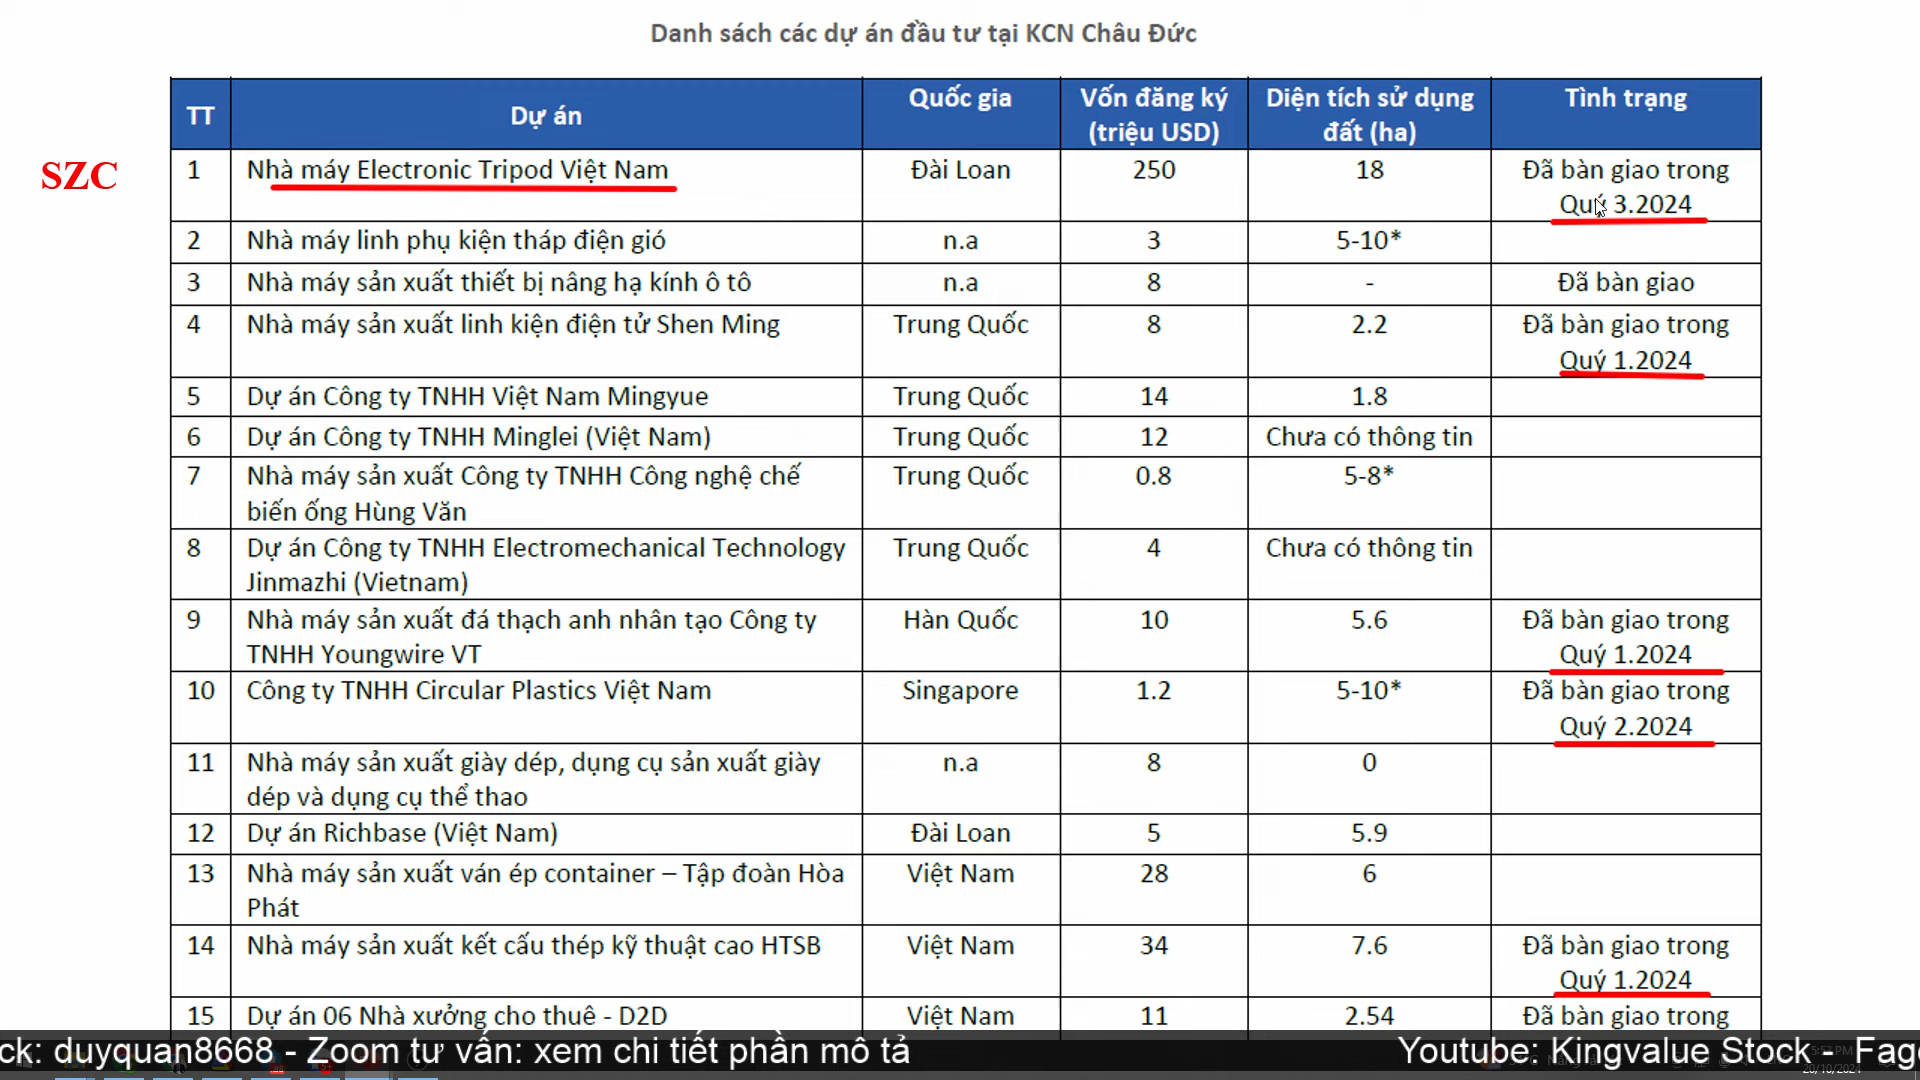 Danh sách các dự án đầu tư tại KCN Châu Đức
TT
Dự án
Quốc gia
Vốn đăng ký
(triệu USD)
Diện tích sử dụng
đất (ha)
Tình trạng
SZC
1
Nhà máy Electronic Tripod Việt Nam
Đài Loan
250
18
Đã bàn giao trong
Quý 3.2024
2
Nhà máy linh phụ kiện tháp điện gió
n.a
3
5-10*
3
Nhà máy sản xuất thiết bị nâng hạ kính ô tô
n.a
8
-
Đã bàn giao
4
Nhà máy sản xuất linh kiện điện tử Shen Ming
Trung Quốc
8
2.2
Đã bàn giao trong
Quý 1.2024
5
Dự án Công ty TNHH Việt Nam Mingyue
Trung Quốc
14
1.8
6
Dự án Công ty TNHH Minglei (Việt Nam)
Trung Quốc
12
Chưa có thông tin
7
Nhà máy sản xuất Công ty TNHH Công nghệ chế
biến ống Hùng Văn
Trung Quốc
0.8
5-8*
8
Dự án Công ty TNHH Electromechanical Technology
Jinmazhi (Vietnam)
Trung Quốc
4
Chưa có thông tin
9
Nhà máy sản xuất đá thạch anh nhân tạo Công ty
TNHH Youngwire VT
Hàn Quốc
10
5.6
Đã bàn giao trong
Quý 1.2024
10
Công ty TNHH Circular Plastics Việt Nam
Singapore
1.2
5-10*
Đã bàn giao trong
Quý 2.2024
11
Nhà máy sản xuất giày dép, dụng cụ sản xuất giày
dép và dụng cụ thể thao
n.a
8
0
12
Dự án Richbase (Việt Nam)
Đài Loan
5
5.9
13
Nhà máy sản xuất ván ép container – Tập đoàn Hòa
Phát
Việt Nam
28
6
14
Nhà máy sản xuất kết cấu thép kỹ thuật cao HTSB
Việt Nam
34
7.6
Đã bàn giao trong
Quý 1.2024
15
Dự án 06 Nhà xưởng cho thuê - D2D
Việt Nam
11
2.54
Đã bàn giao trong
ck: duyquan8668 - Zoom tư vấn: xem chi tiết phần mô tả
Youtube: Kingvalue Stock - Fag